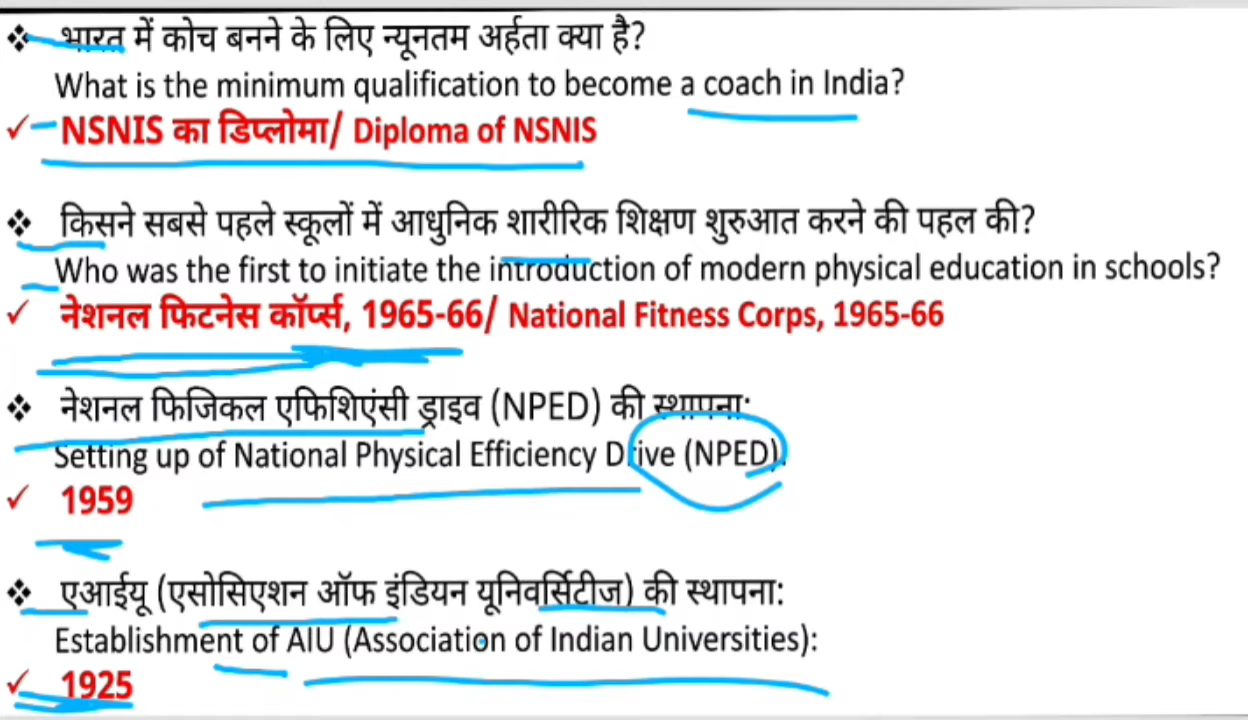 ❖ भारत में कोच बनने के लिए न्यूनतम अर्हता क्या है?
What is the minimum qualification to become a coach in India?
✓ NSNIS का डिप्लोमा/ Diploma of NSNIS
❖ किसने सबसे पहले स्कूलों में आधुनिक शारीरिक शिक्षण शुरुआत करने की पहल की?
Who was the first to initiate the introduction of modern physical education in schools?
✓ नेशनल फिटनेस कॉर्प्स, 1965-66/ National Fitness Corps, 1965-66
❖ नेशनल फिजिकल एफिशिएंसी ड्राइव (NPED) की स्थापना:
Setting up of National Physical Efficiency Drive (NPED):
✓ 1959
❖ एआईयू (एसोसिएशन ऑफ इंडियन यूनिवर्सिटीज) की स्थापना:
Establishment of AIU (Association of Indian Universities):
✓ 1925